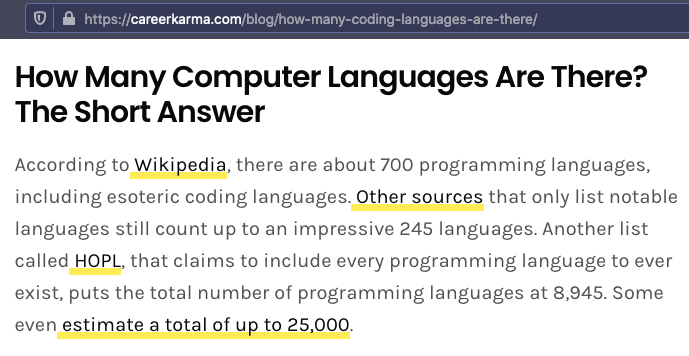 https://careerkarma.com/blog/how-many-coding-languages-are-there/
How Many Computer Languages Are There?
The Short Answer
According to Wikipedia, there are about 700 programming languages,
including esoteric coding languages. Other sources that only list notable
languages still count up to an impressive 245 languages. Another list
called HOPL, that claims to include every programming language to ever
exist, puts the total number of programming languages at 8,945. Some
even estimate a total of up to 25,000.